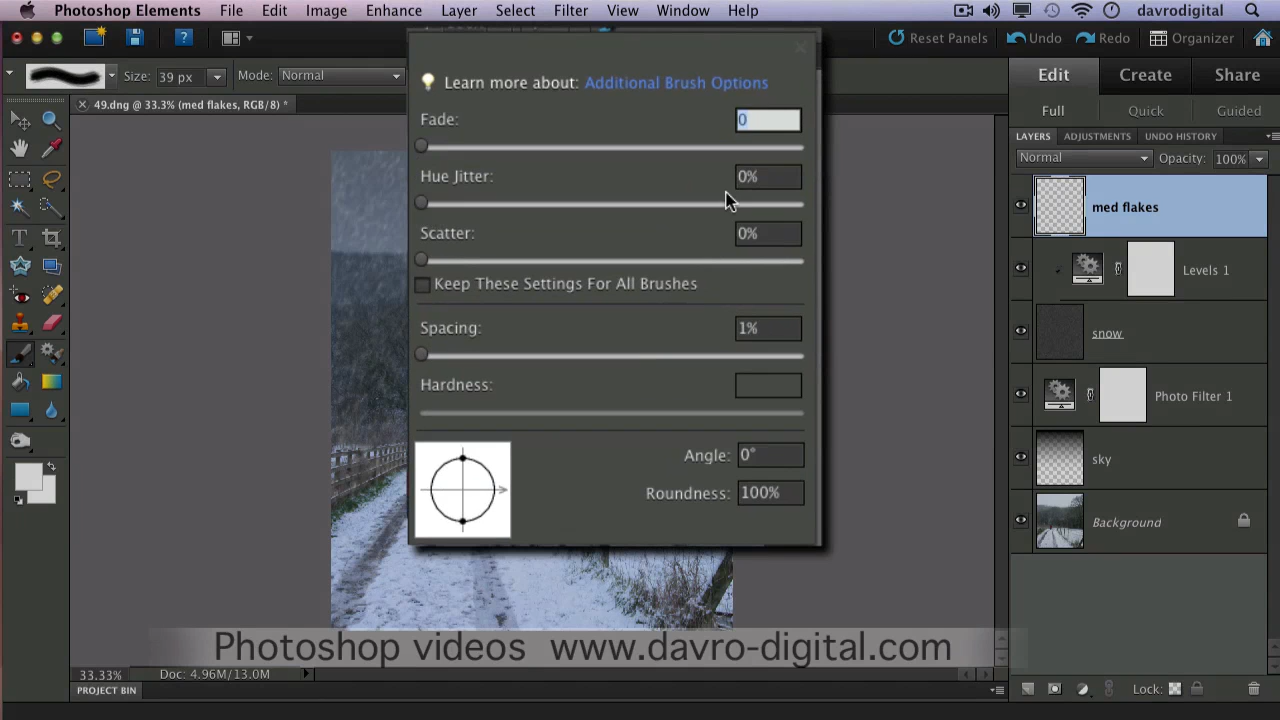 Photoshop Elements File Edit Image Enhance Layer Select Filter View Window Help davrodigital
Reset Panels Undo Redo Organizer
Size: 39 px Mode: Normal
Edit Create Share
49.dng @ 33.3% (med flakes, RGB/8) *
Full Quick Guided
LAYERS ADJUSTMENTS UNDO HISTORY
Normal Opacity: 100%
Learn more about: Additional Brush Options
Fade: 0
Hue Jitter: 0%
Scatter: 0%
Keep These Settings For All Brushes
Spacing: 1%
Hardness:
Angle: 0°
Roundness: 100%
med flakes
Levels 1
snow
Photo Filter 1
sky
Background
Photoshop videos www.davro-digital.com
33.33% Doc: 4.96M/13.0M
PROJECT BIN
Lock: